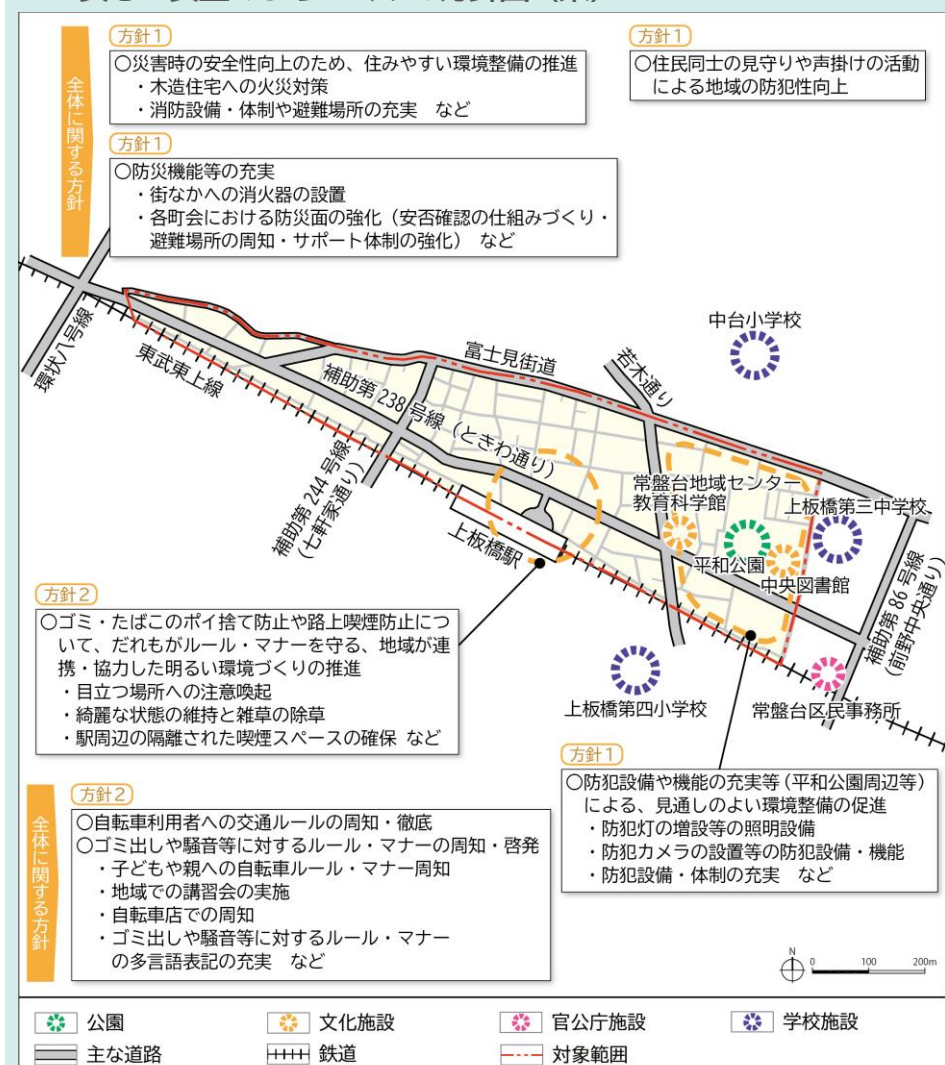 方針1
○災害時の安全性向上のため、住みやすい環境整備の推進
・木造住宅への火災対策
・消防設備・体制や避難場所の充実 など
方針1
○住民同士の見守りや声掛けの活動
による地域の防犯性向上
全体に関する方針
方針1
○防災機能等の充実
・街なかへの消火器の設置
・各町会における防災面の強化（安否確認の仕組みづくり・
避難場所の周知・サポート体制の強化） など
環状八号線
東武東上線
補助第238号線（ときわ通り）
富士見街道
若木通り
中台小学校
補助第244号線
（七軒家通り）
上板橋駅
常盤台地域センター
教育科学館
平和公園
中央図書館
上板橋第三中学校
補助第86号線
（前野中央通り）
上板橋第四小学校
常盤台区民事務所
方針2
○ゴミ・たばこのポイ捨て防止や路上喫煙防止につ
いて、だれもがルール・マナーを守る、地域が連
携・協力した明るい環境づくりの推進
・目立つ場所への注意喚起
・綺麗な状態の維持と雑草の除草
・駅周辺の隔離された喫煙スペースの確保 など
方針1
○防犯設備や機能の充実等（平和公園周辺等）
による、見通しのよい環境整備の促進
・防犯灯の増設等の照明設備
・防犯カメラの設置等の防犯設備・機能
・防犯設備・体制の充実 など
全体に関する方針
方針2
○自転車利用者への交通ルールの周知・徹底
○ゴミ出しや騒音等に対するルール・マナーの周知・啓発
・子どもや親への自転車ルール・マナー周知
・地域での講習会の実施
・自転車店での周知
・ゴミ出しや騒音等に対するルール・マナー
の多言語表記の充実 など
N
0 100 200m
公園
文化施設
官公庁施設
学校施設
主な道路
鉄道
対象範囲